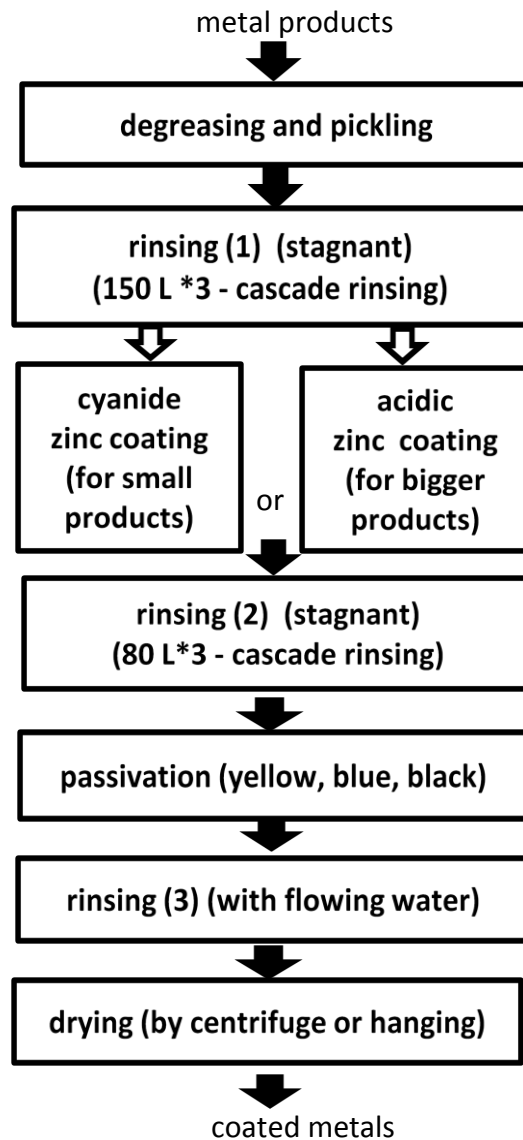 metal products
degreasing and pickling
rinsing (1) (stagnant)
(150 L *3 - cascade rinsing)
cyanide
zinc coating
(for small
products)
or
acidic
zinc coating
(for bigger
products)
rinsing (2) (stagnant)
(80 L*3 - cascade rinsing)
passivation (yellow, blue, black)
rinsing (3) (with flowing water)
drying (by centrifuge or hanging)
coated metals